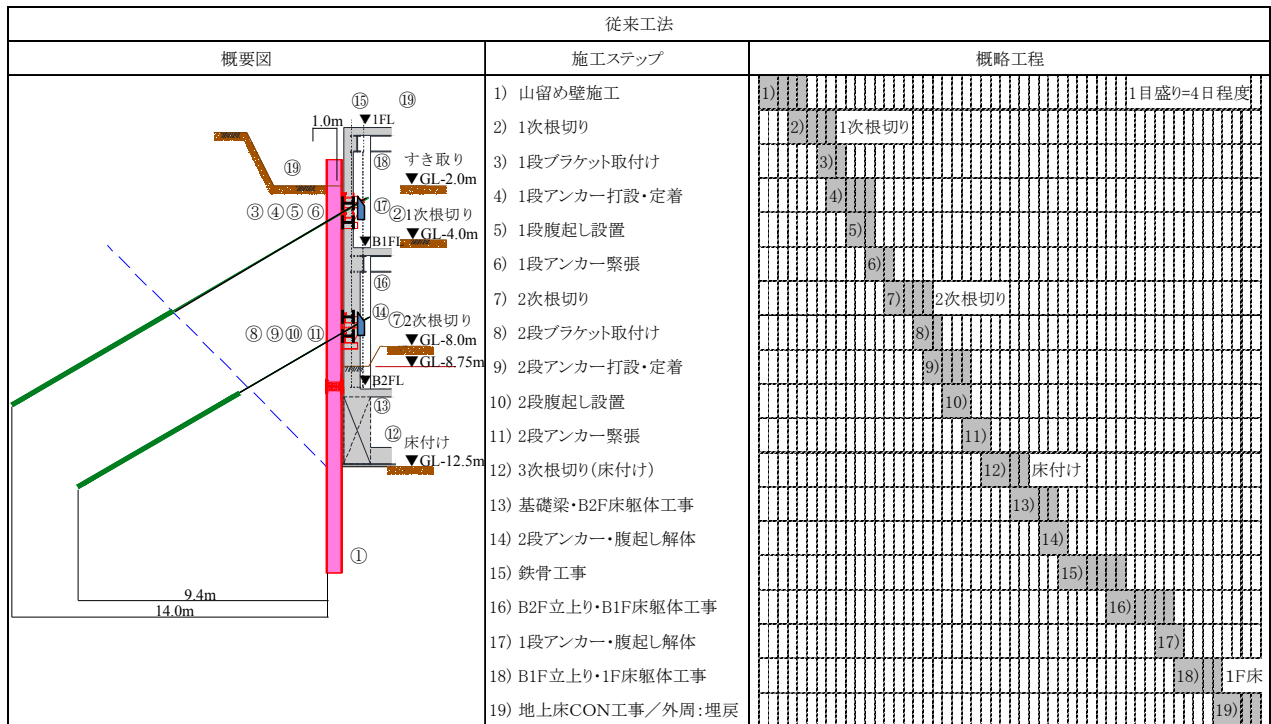 従来工法
概要図
施工ステップ
概略工程
⑮
⑲
▼1FL
1.0m
⑱
すき取り
▼GL-2.0m
⑲
③ ④ ⑤ ⑥
⑰
②1次根切り
▼GL-4.0m
▼B1FL
⑯
⑭
⑦2次根切り
⑧ ⑨ ⑩ ⑪
▼GL-8.0m
▼GL-8.75m
▼B2FL
⑬
⑫
床付け
▼GL-12.5m
①
9.4m
14.0m
1) 山留め壁施工
2) 1次根切り
3) 1段ブラケット取付け
4) 1段アンカー打設・定着
5) 1段腹起し設置
6) 1段アンカー緊張
7) 2次根切り
8) 2段ブラケット取付け
9) 2段アンカー打設・定着
10) 2段腹起し設置
11) 2段アンカー緊張
12) 3次根切り(床付け)
13) 基礎梁・B2F床躯体工事
14) 2段アンカー・腹起し解体
15) 鉄骨工事
16) B2F立上り・B1F床躯体工事
17) 1段アンカー・腹起し解体
18) B1F立上り・1F床躯体工事
19) 地上床CON工事／外周:埋戻
1)
1目盛り=4日程度
2)
1次根切り
3)
4)
5)
6)
7)
2次根切り
8)
9)
10)
11)
12)
床付け
13)
14)
15)
16)
17)
18)
1F床
19)